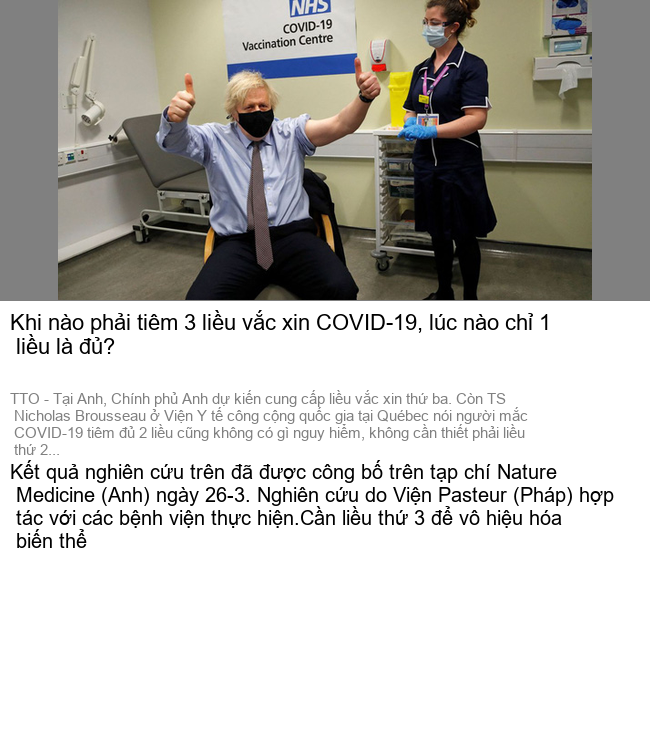 NHS
COVID-19
Vaccination Centre
Khi nào phải tiêm 3 liều vắc xin COVID-19, lúc nào chỉ 1
liều là đủ?
TTO - Tại Anh, Chính phủ Anh dự kiến cung cấp liều vắc xin thứ ba. Còn TS
Nicholas Brousseau ở Viện Y tế công cộng quốc gia tại Québec nói người mắc
COVID-19 tiêm đủ 2 liều cũng không có gì nguy hiểm, không cần thiết phải liều
thứ 2...
Kết quả nghiên cứu trên đã được công bố trên tạp chí Nature
Medicine (Anh) ngày 26-3. Nghiên cứu do Viện Pasteur (Pháp) hợp
tác với các bệnh viện thực hiện.Cần liều thứ 3 để vô hiệu hóa
biến thể